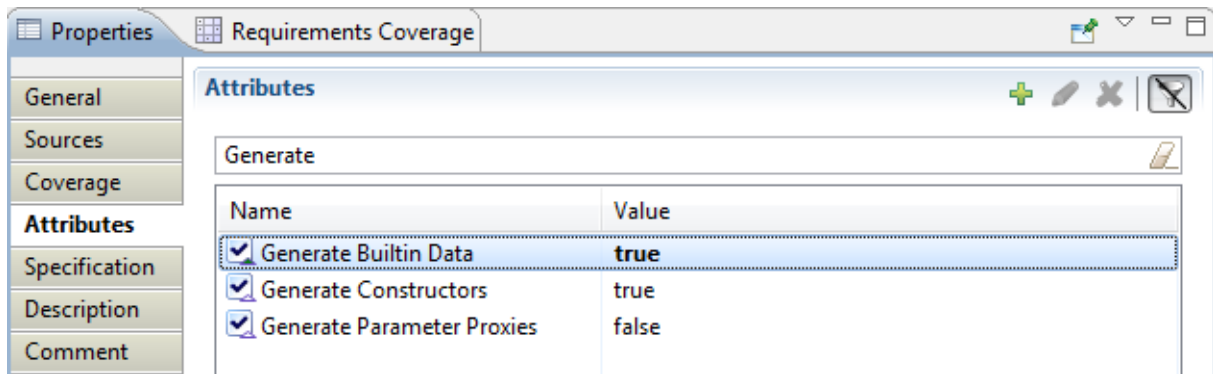 Properties Requirements Coverage
General
Sources
Coverage
Attributes
Specification
Description
Comment
Attributes
Generate
Name Value
Generate Builtin Data true
Generate Constructors true
Generate Parameter Proxies false